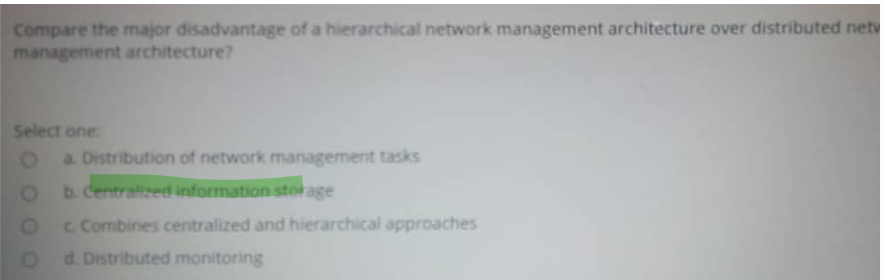 Compare the major disadvantage of a hierarchical network management architecture over distributed netw
management architecture?
Select one:
a. Distribution of network management tasks
b. Centralized information storage
c. Combines centralized and hierarchical approaches
d. Distributed monitoring